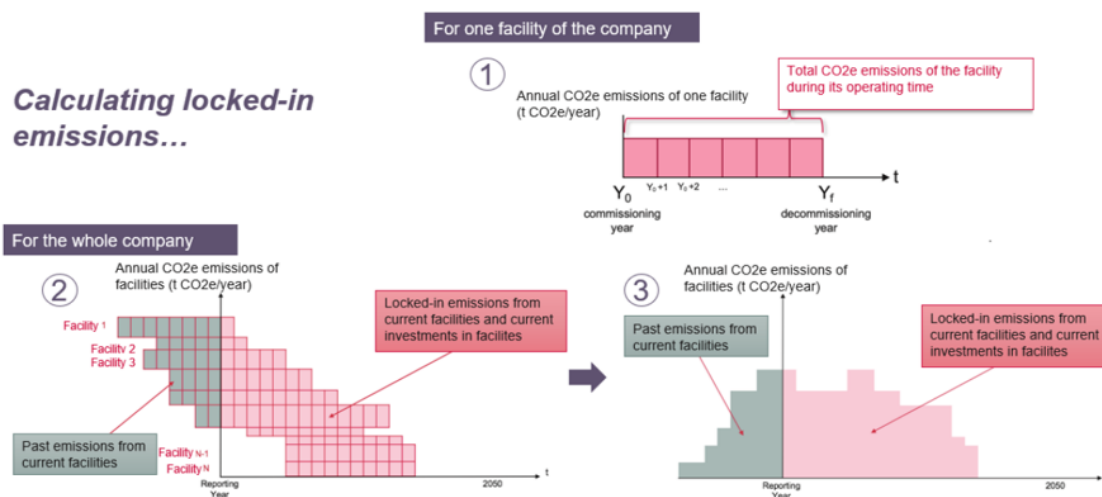 For one facility of the company
Calculating locked-in
emissions...
1
Total CO2e emissions of the facility
during its operating time
Annual CO2e emissions of one facility
(t CO2e/year)
t
Y0
Y0 +1
Y0 +2
...
Yf
commissioning
year
decommissioning
year
For the whole company
2
Annual CO2e emissions of
facilities (t CO2e/year)
Facility 1
Facility 2
Facility 3
Locked-in emissions from
current facilities and current
investments in facilites
Past emissions from
current facilities
Facility N-1
Facility N
Reporting
Year
2050
t
3
Annual CO2e emissions of
facilities (t CO2e/year)
Past emissions from
current facilities
Locked-in emissions from
current facilities and current
investments in facilites
Reporting
Year
2050